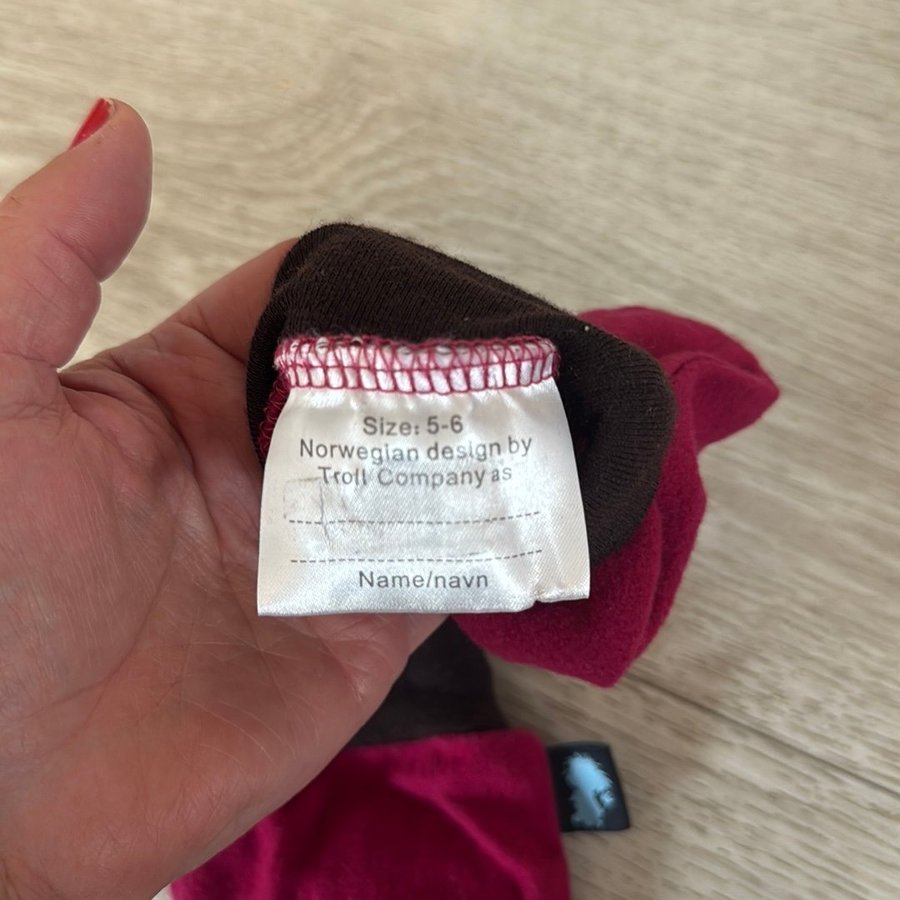 Size: 5-6
Norwegian design by
Troll Company as
Name/navn